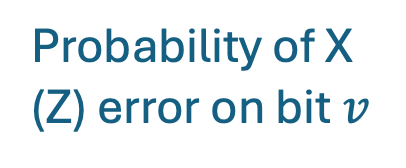 Probability of X
(Z) error on bit 𝑣